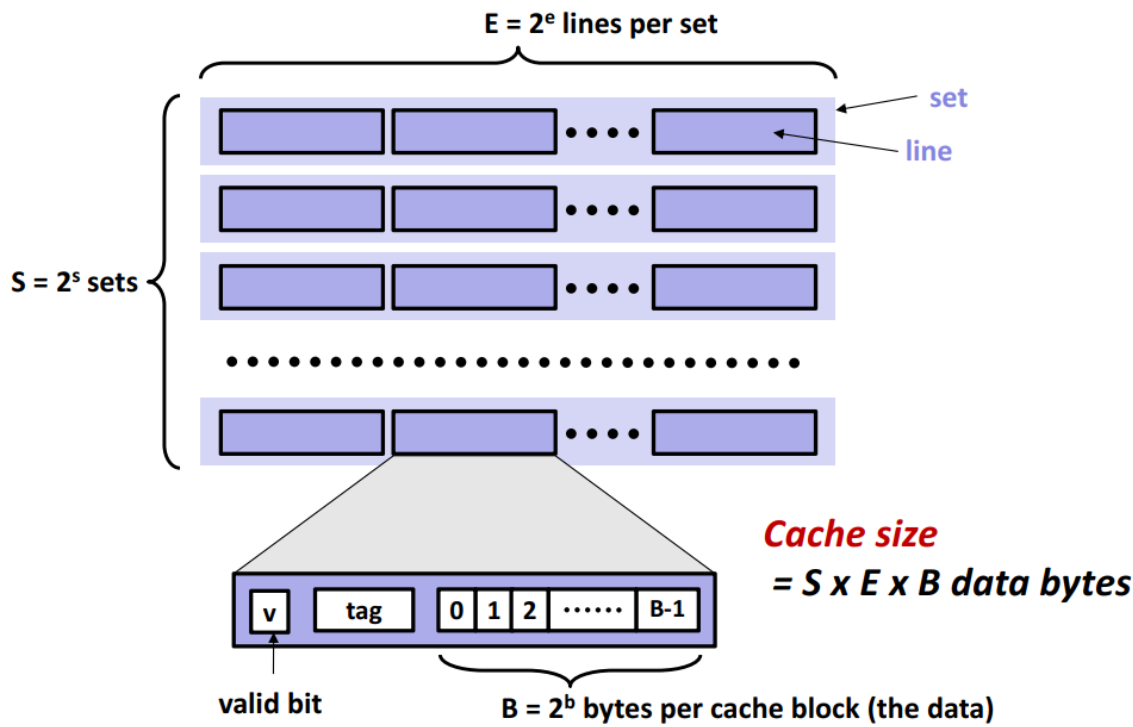 E = 2ᵉ lines per set
set
line
S = 2ˢ sets
Cache size
= S x E x B data bytes
v
tag
0
1
2
......
B-1
valid bit
B = 2ᵇ bytes per cache block (the data)